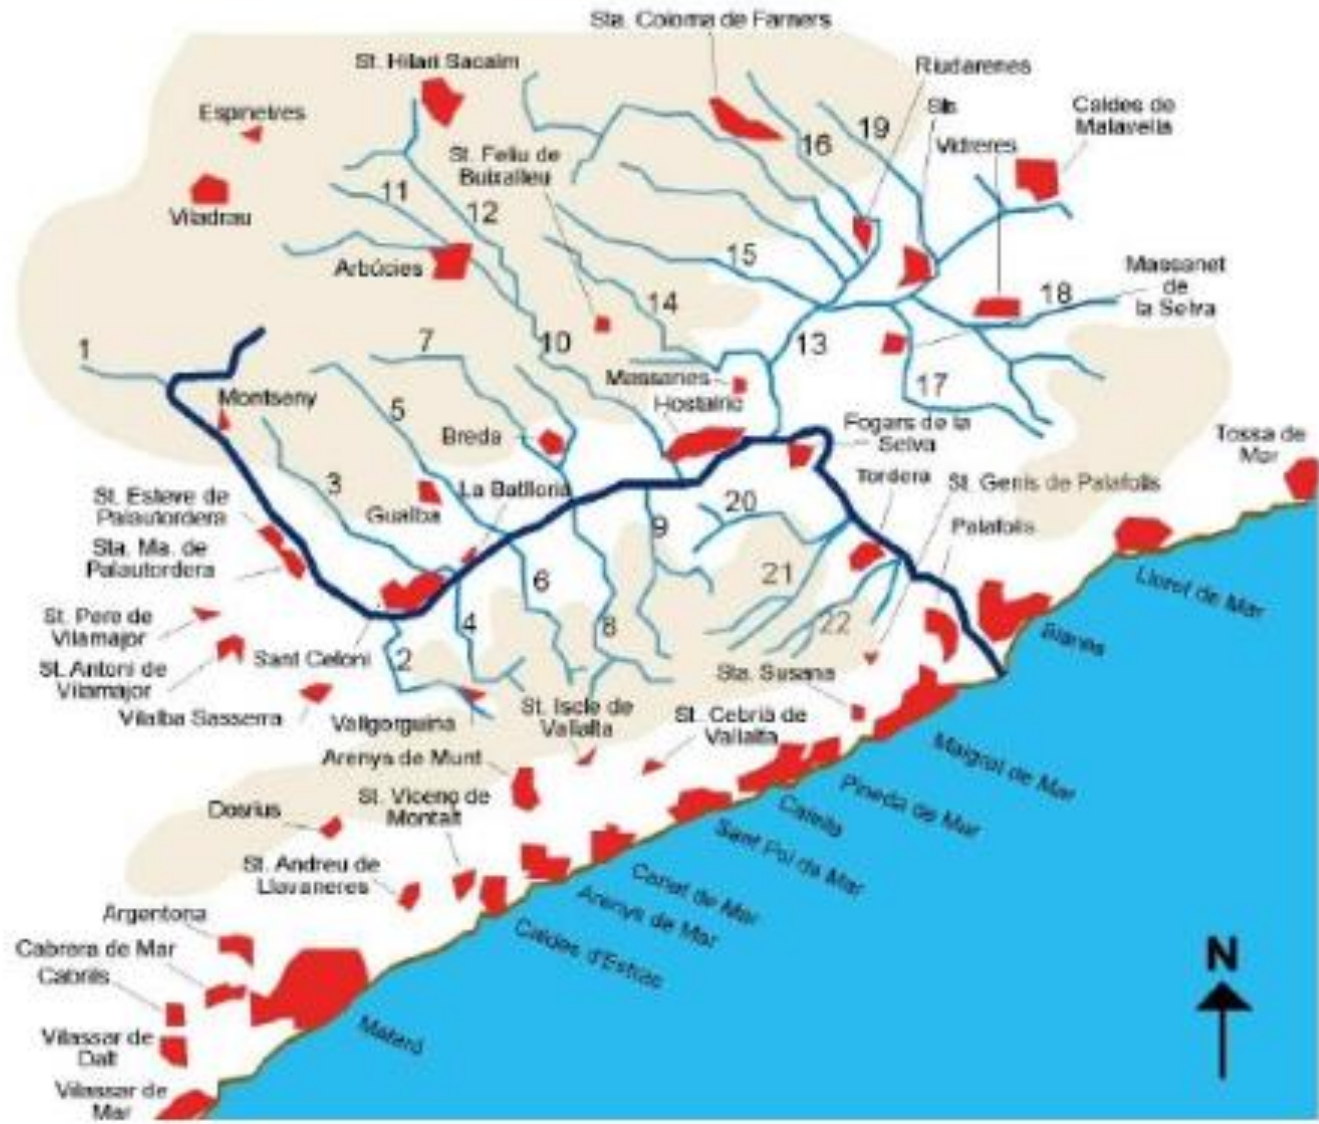 Sta. Coloma de Farners
St. Hilari Sacalm
Riudarenes
Espinelves
Sils
Caldes de
Malavella
Vidreres
St. Feliu de
Buixalleu
19
16
11
12
Viladrau
Arbúcies
15
Massanet
de
la Selva
18
14
1
7
10
13
Massanes
17
Montseny
Hostalric
5
Breda
Fogars de la
Selva
Tossa de
Mar
3
La Batlloria
Tordera
St. Genis de Palafolls
St. Esteve de
Palautordera
Gualba
20
Palafolls
9
Sta. Ma. de
Palautordera
6
21
Lloret de Mar
St. Pere de
Vilamajor
4
8
22
Blanes
Sant Celoni
2
St. Antoni de
Vilamajor
Sta. Susana
Vilalba Sasserra
Vallgorguina
St. Iscle de
Vallalta
St. Cebrià de
Vallalta
Arenys de Munt
Malgrat de Mar
Pineda de Mar
Dosrius
St. Viceng de
Montalt
Calella
Sant Pol de Mar
St. Andreu de
Llavaneres
Canet de Mar
Arenys de Mar
Argentona
Caldes d'Estrac
Cabrera de Mar
N
Cabrils
Mataró
Vilassar de
Dalt
Vilassar de
Mar